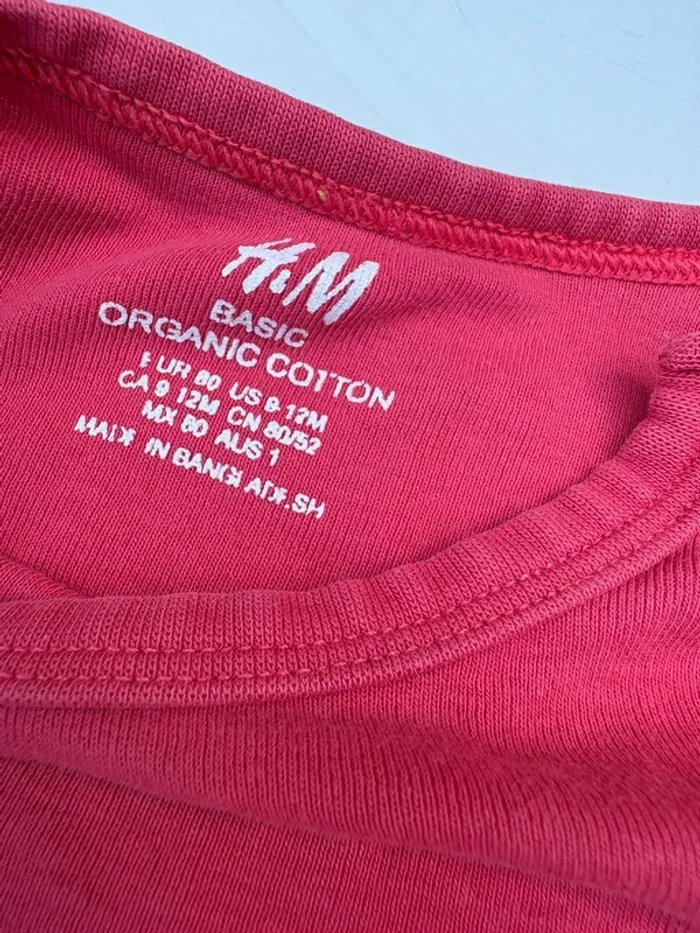 H&M
BASIC
ORGANIC COTTON
EUR 80 US 9-12M
CA 9-12M CN 80/52
MX 80 AUS 1
MADE IN BANGLADESH